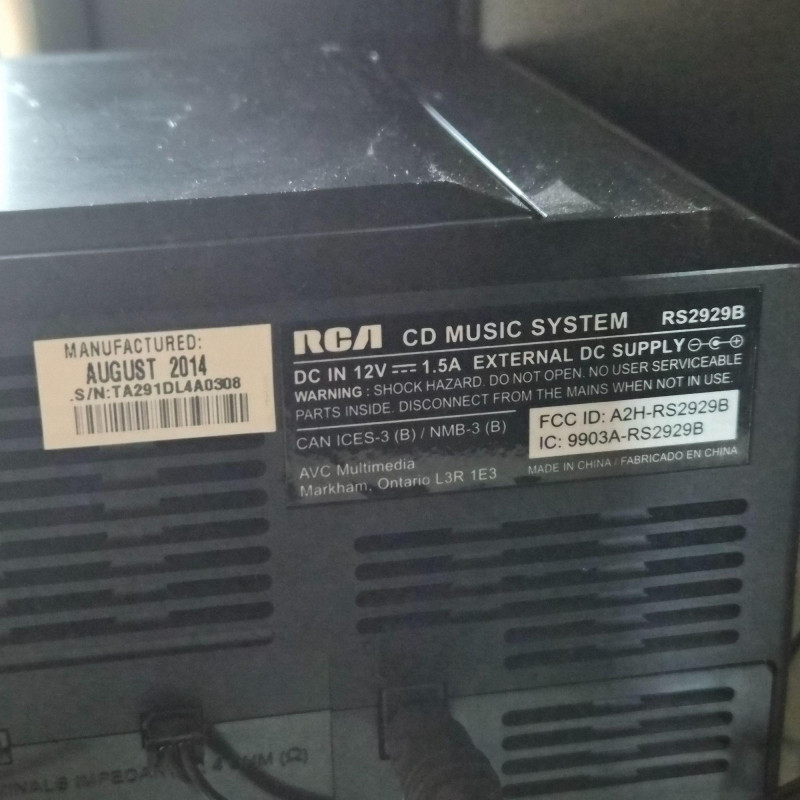 MANUFACTURED:
AUGUST 2014
.S/N:TA291DL4A0308
RCA CD MUSIC SYSTEM RS2929B
DC IN 12V ⎓ 1.5A EXTERNAL DC SUPPLY
WARNING : SHOCK HAZARD. DO NOT OPEN. NO USER SERVICEABLE
PARTS INSIDE. DISCONNECT FROM THE MAINS WHEN NOT IN USE.
CAN ICES-3 (B) / NMB-3 (B)
FCC ID: A2H-RS2929B
IC: 9903A-RS2929B
AVC Multimedia
Markham, Ontario L3R 1E3
MADE IN CHINA / FABRICADO EN CHINA